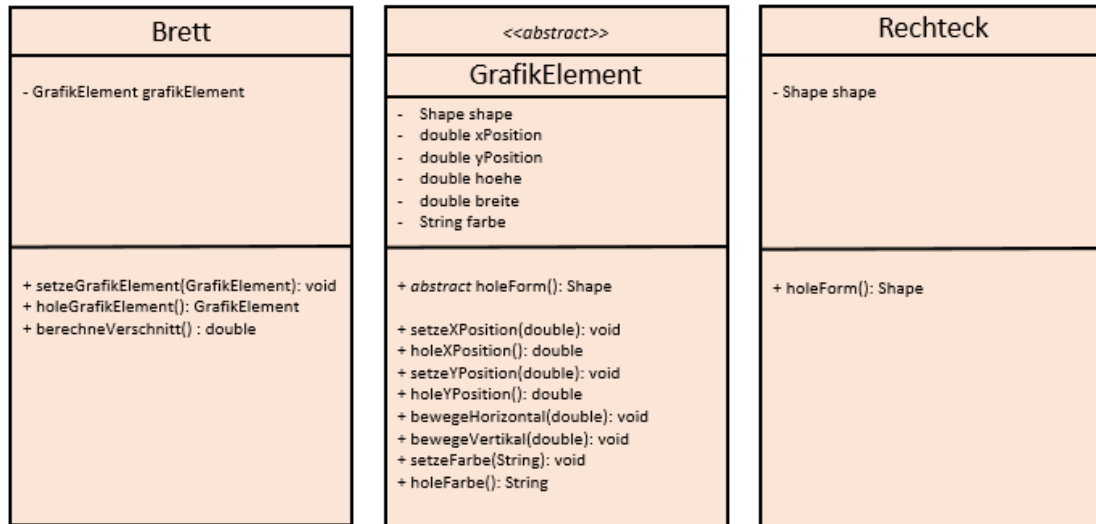 Brett
- GrafikElement grafikElement
+ setzeGrafikElement(GrafikElement): void
+ holeGrafikElement(): GrafikElement
+ berechneVerschnitt() : double
<<abstract>>
GrafikElement
- Shape shape
- double xPosition
- double yPosition
- double hoehe
- double breite
- String farbe
+ abstract holeForm(): Shape
+ setzeXPosition(double): void
+ holeXPosition(): double
+ setzeYPosition(double): void
+ holeYPosition(): double
+ bewegeHorizontal(double): void
+ bewegeVertikal(double): void
+ setzeFarbe(String): void
+ holeFarbe(): String
Rechteck
- Shape shape
+ holeForm(): Shape